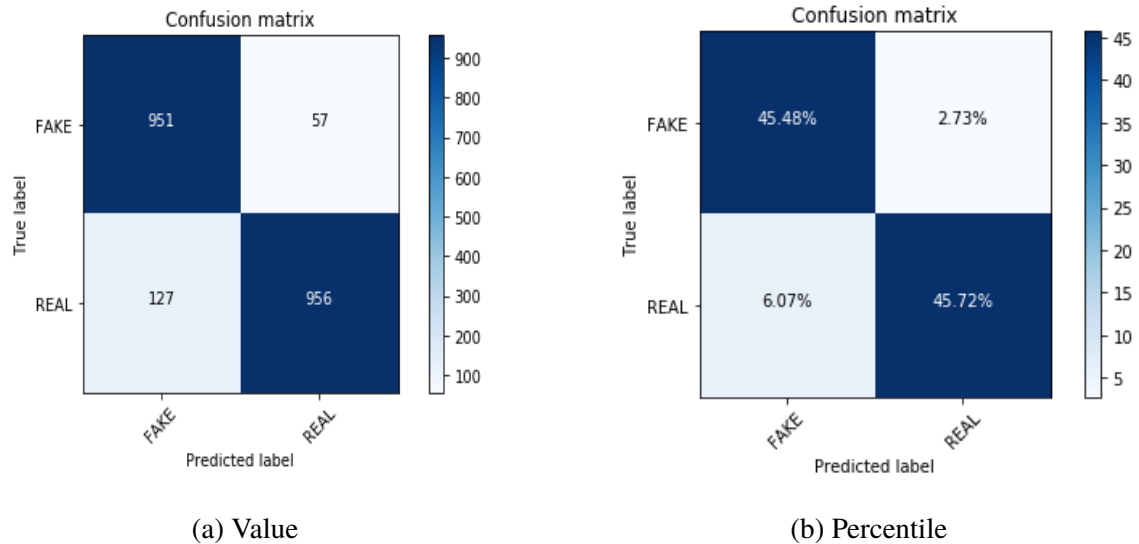 Confusion matrix
FAKE
REAL
True label
951
57
127
956
FAKE
REAL
Predicted label
900
800
700
600
500
400
300
200
100
(a) Value
Confusion matrix
FAKE
REAL
True label
45.48%
2.73%
6.07%
45.72%
FAKE
REAL
Predicted label
45
40
35
30
25
20
15
10
5
(b) Percentile